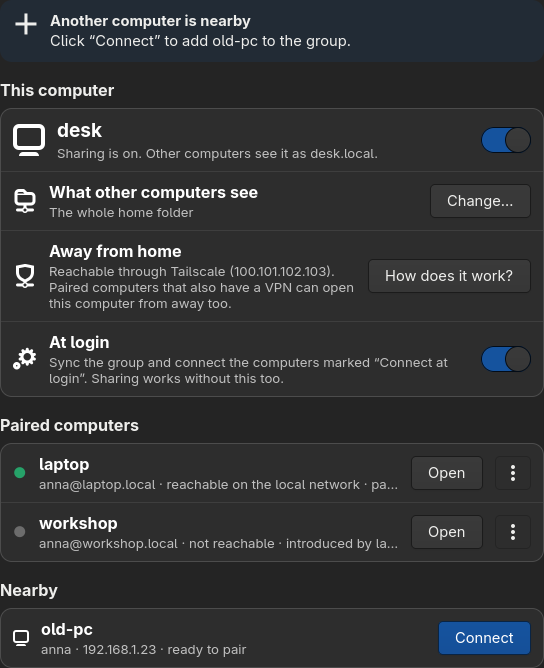 Another computer is nearby
Click “Connect” to add old-pc to the group.
This computer
desk
Sharing is on. Other computers see it as desk.local.
What other computers see
The whole home folder
Change...
Away from home
Reachable through Tailscale (100.101.102.103).
Paired computers that also have a VPN can open
this computer from away too.
How does it work?
At login
Sync the group and connect the computers marked “Connect at
login”. Sharing works without this too.
Paired computers
laptop
anna@laptop.local · reachable on the local network · pa...
Open
workshop
anna@workshop.local · not reachable · introduced by la...
Open
Nearby
old-pc
anna · 192.168.1.23 · ready to pair
Connect